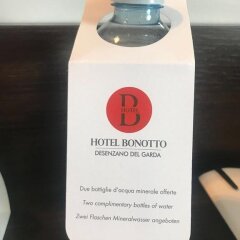 HOTEL
B
HOTEL BONOTTO
DESENZANO DEL GARDA
Due bottiglie d'acqua minerale offerte
Two complimentary bottles of water
Zwei Flaschen Mineralwasser angeboten